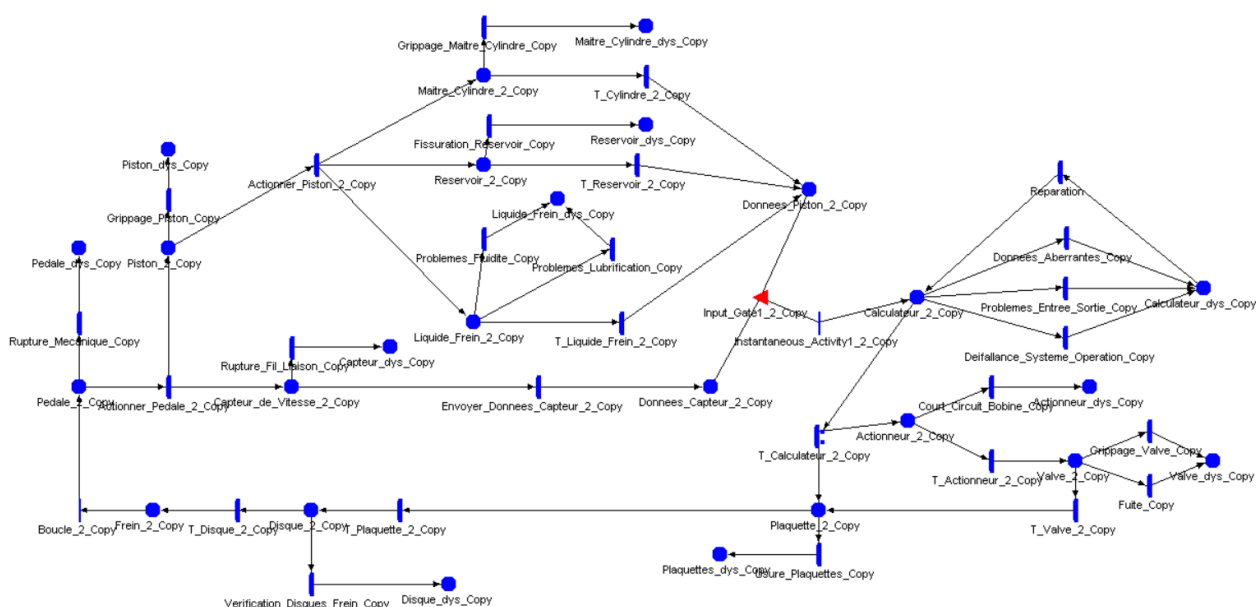 Grippage_Maitre_Cylindre_Copy
Maitre_Cylindre_dys_Copy
Maitre_Cylindre_2_Copy
T_Cylindre_2_Copy
Fissuration_Reservoir_Copy
Reservoir_dys_Copy
Piston_dys_Copy
Actionner_Piston_2_Copy
Reservoir_2_Copy
T_Reservoir_2_Copy
Reparation
Grippage_Piston_Copy
Liquide_Frein_dys_Copy
Donnees_Piston_2_Copy
Pedale_dys_Copy
Piston_2_Copy
Problemes_Fluidite_Copy
Problemes_Lubrification_Copy
Donnees_Aberrantes_Copy
Input_Gate1_2_Copy
Calculateur_2_Copy
Problemes_Entree_Sortie_Copy
Calculateur_dys_Copy
Rupture_Mecanique_Copy
Liquide_Frein_2_Copy
T_Liquide_Frein_2_Copy
Instantaneous_Activity1_2_Copy
Deifallance_Systeme_Operation_Copy
Rupture_Fil_Liaison_Copy
Capteur_dys_Copy
Pedale_2_Copy
Actionner_Pedale_2_Copy
Capteur_de_Vitesse_2_Copy
Envoyer_Donnees_Capteur_2_Copy
Donnees_Capteur_2_Copy
Court_Circuit_Bobine_Copy
Actionneur_dys_Copy
Actionneur_2_Copy
T_Calculateur_2_Copy
Grippage_Valve_Copy
T_Actionneur_2_Copy
Valve_2_Copy
Valve_dys_Copy
Fuite_Copy
Boucle_2_Copy
Frein_2_Copy
T_Disque_2_Copy
Disque_2_Copy
T_Plaquette_2_Copy
Plaquette_2_Copy
T_Valve_2_Copy
Plaquettes_dys_Copy
Usure_Plaquettes_Copy
Verification_Disques_Frein_Copy
Disque_dys_Copy